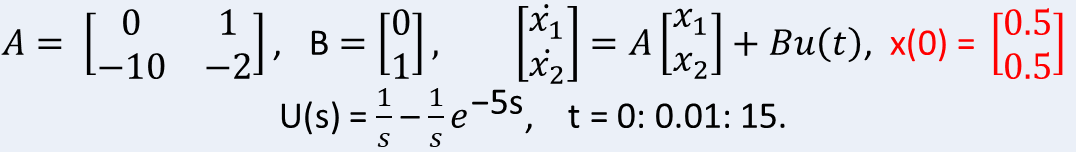 A = [0 1; −10 −2], B = [0; 1], [ẋ₁; ẋ₂] = A [x₁; x₂] + Bu(t), x(0) = [0.5; 0.5]
U(s) = 1/s − 1/s e^−5s, t = 0: 0.01: 15.